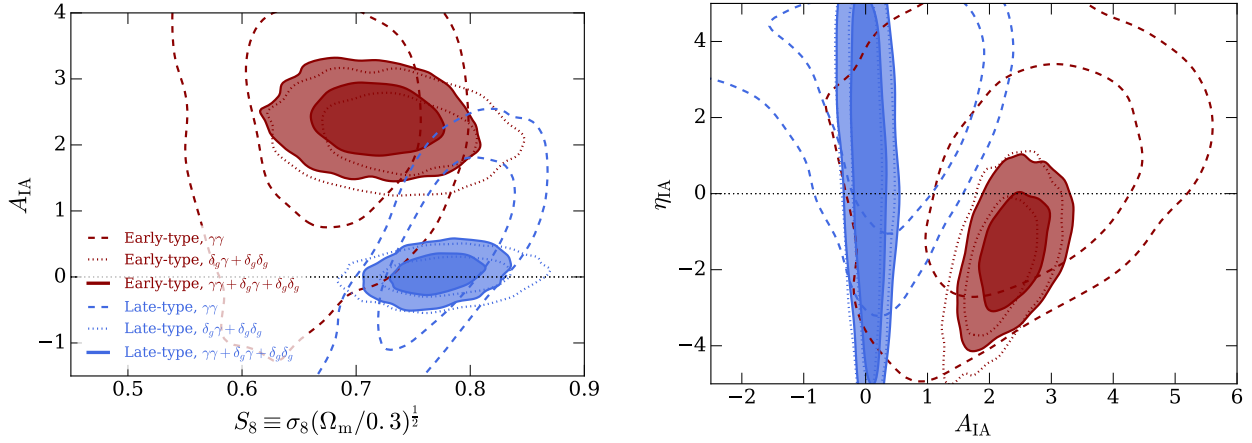 4
3
2
1
0
−1
A_IA
Early-type, γγ
Early-type, δ_gγ + δ_gδ_g
Early-type, γγ + δ_gγ + δ_gδ_g
Late-type, γγ
Late-type, δ_gγ + δ_gδ_g
Late-type, γγ + δ_gγ + δ_gδ_g
0.5 0.6 0.7 0.8 0.9
S_8 ≡ σ_8(Ω_m/0.3)^{1/2}
4
2
0
−2
−4
η_IA
−2 −1 0 1 2 3 4 5 6
A_IA